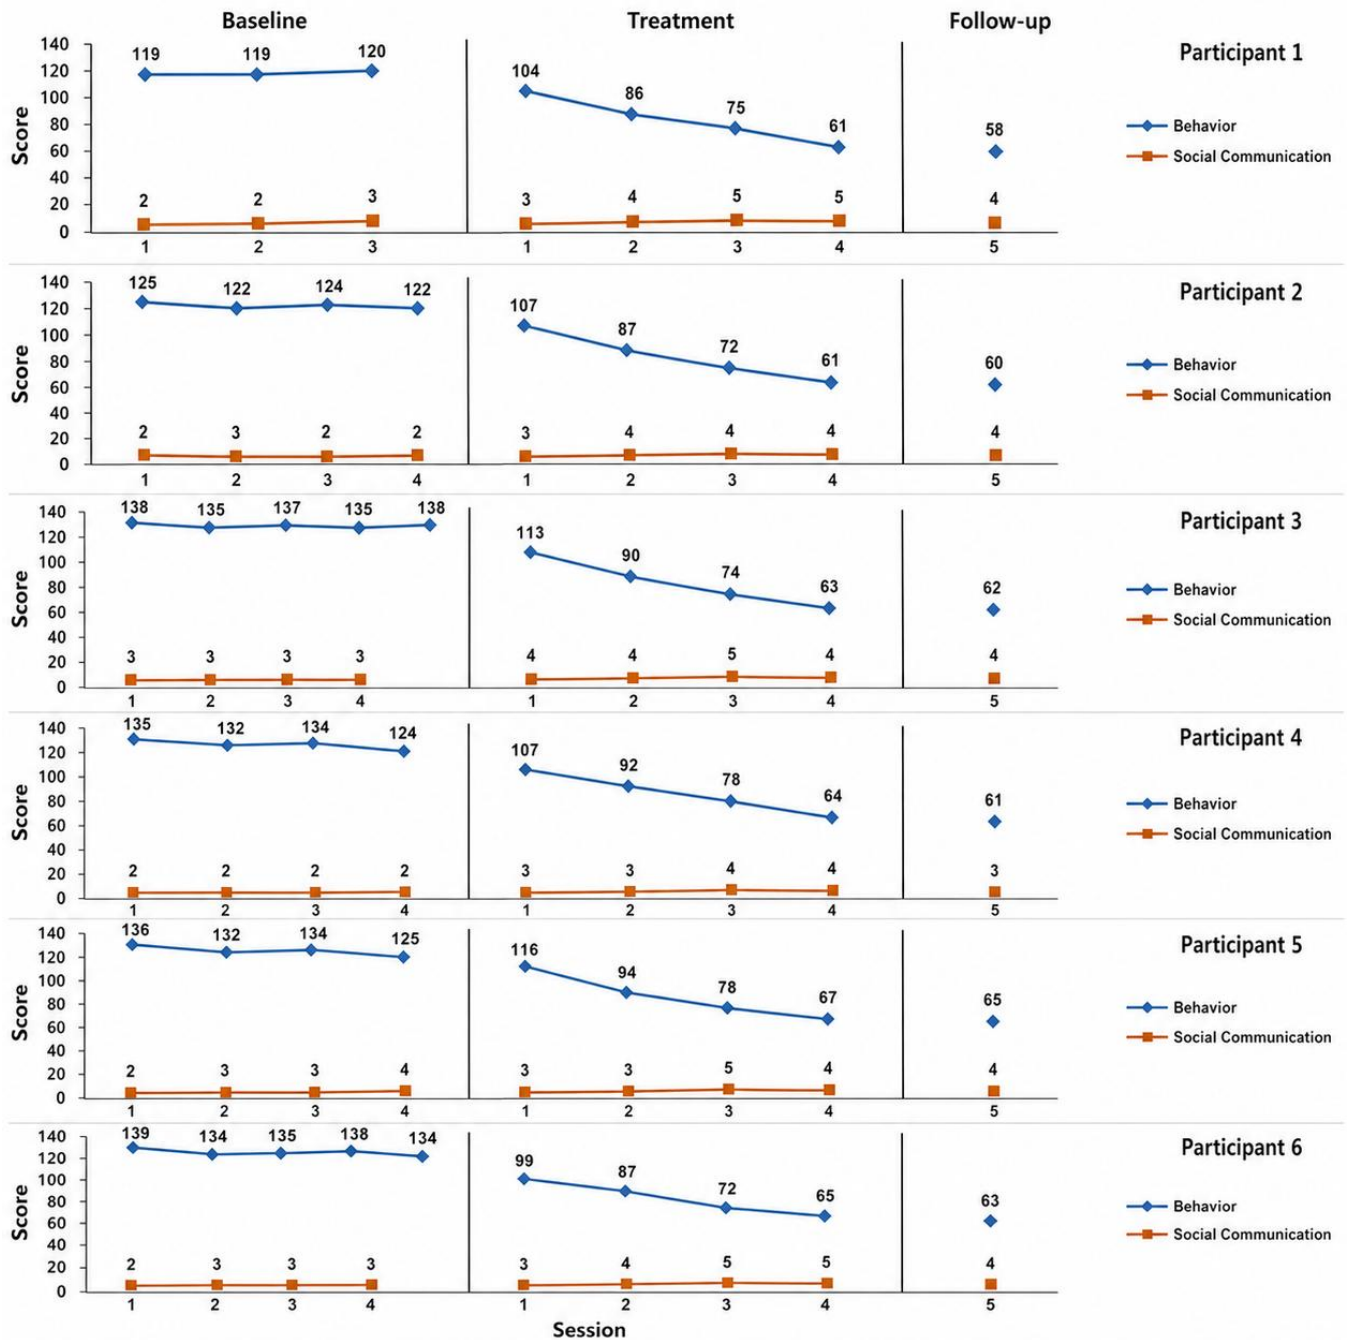 Baseline Treatment Follow-up
Participant 1
Score
140
120
100
80
60
40
20
0
119 119 120
104 86 75 61
58
2 2 3
3 4 5 5
4
1 2 3
1 2 3 4
5
Behavior
Social Communication
Participant 2
Score
140
120
100
80
60
40
20
0
125 122 124 122
107 87 72 61
60
2 3 2 2
3 4 4 4
4
1 2 3 4
1 2 3 4
5
Behavior
Social Communication
Participant 3
Score
140
120
100
80
60
40
20
0
138 135 137 135 138
113 90 74 63
62
3 3 3 3
4 4 5 4
4
1 2 3 4
1 2 3 4
5
Behavior
Social Communication
Participant 4
Score
140
120
100
80
60
40
20
0
135 132 134 124
107 92 78 64
61
2 2 2 2
3 3 4 4
3
1 2 3 4
1 2 3 4
5
Behavior
Social Communication
Participant 5
Score
140
120
100
80
60
40
20
0
136 132 134 125
116 94 78 67
65
2 3 3 4
3 3 5 4
4
1 2 3 4
1 2 3 4
5
Behavior
Social Communication
Participant 6
Score
140
120
100
80
60
40
20
0
139 134 135 138 134
99 87 72 65
63
2 3 3 3
3 4 5 5
4
1 2 3 4
1 2 3 4
5
Behavior
Social Communication
Session